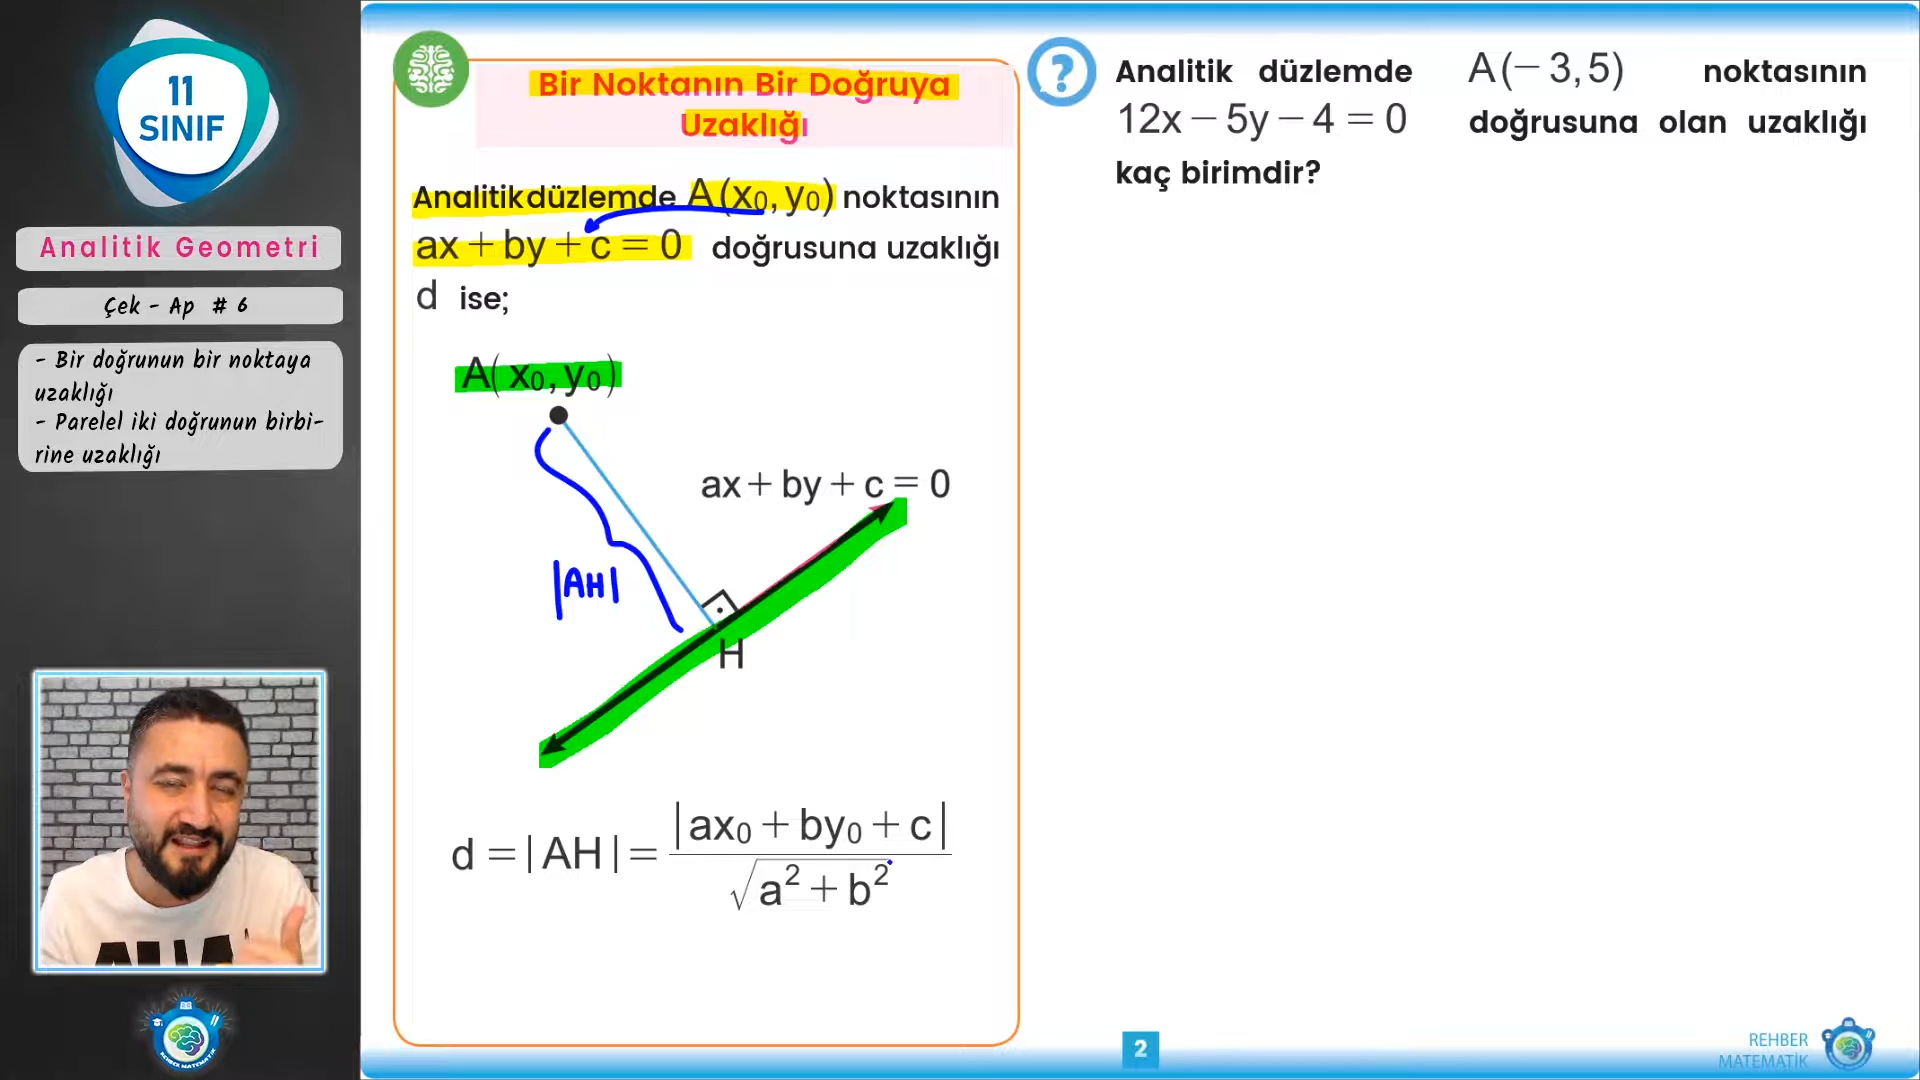 11
SINIF
Analitik Geometri
Çek - Ap # 6
- Bir doğrunun bir noktaya
uzaklığı
- Parelel iki doğrunun birbi-
rine uzaklığı
REHBER MATEMATİK
Bir Noktanın Bir Doğruya
Uzaklığı
Analitik düzlemde A(x₀, y₀) noktasının
ax + by + c = 0 doğrusuna uzaklığı
d ise;
A(x₀, y₀)
ax + by + c = 0
|AH|
H
d = |AH| = |ax₀ + by₀ + c| / √a² + b²
Analitik düzlemde A(−3, 5) noktasının
12x − 5y − 4 = 0 doğrusuna olan uzaklığı
kaç birimdir?
2
REHBER
MATEMATİK